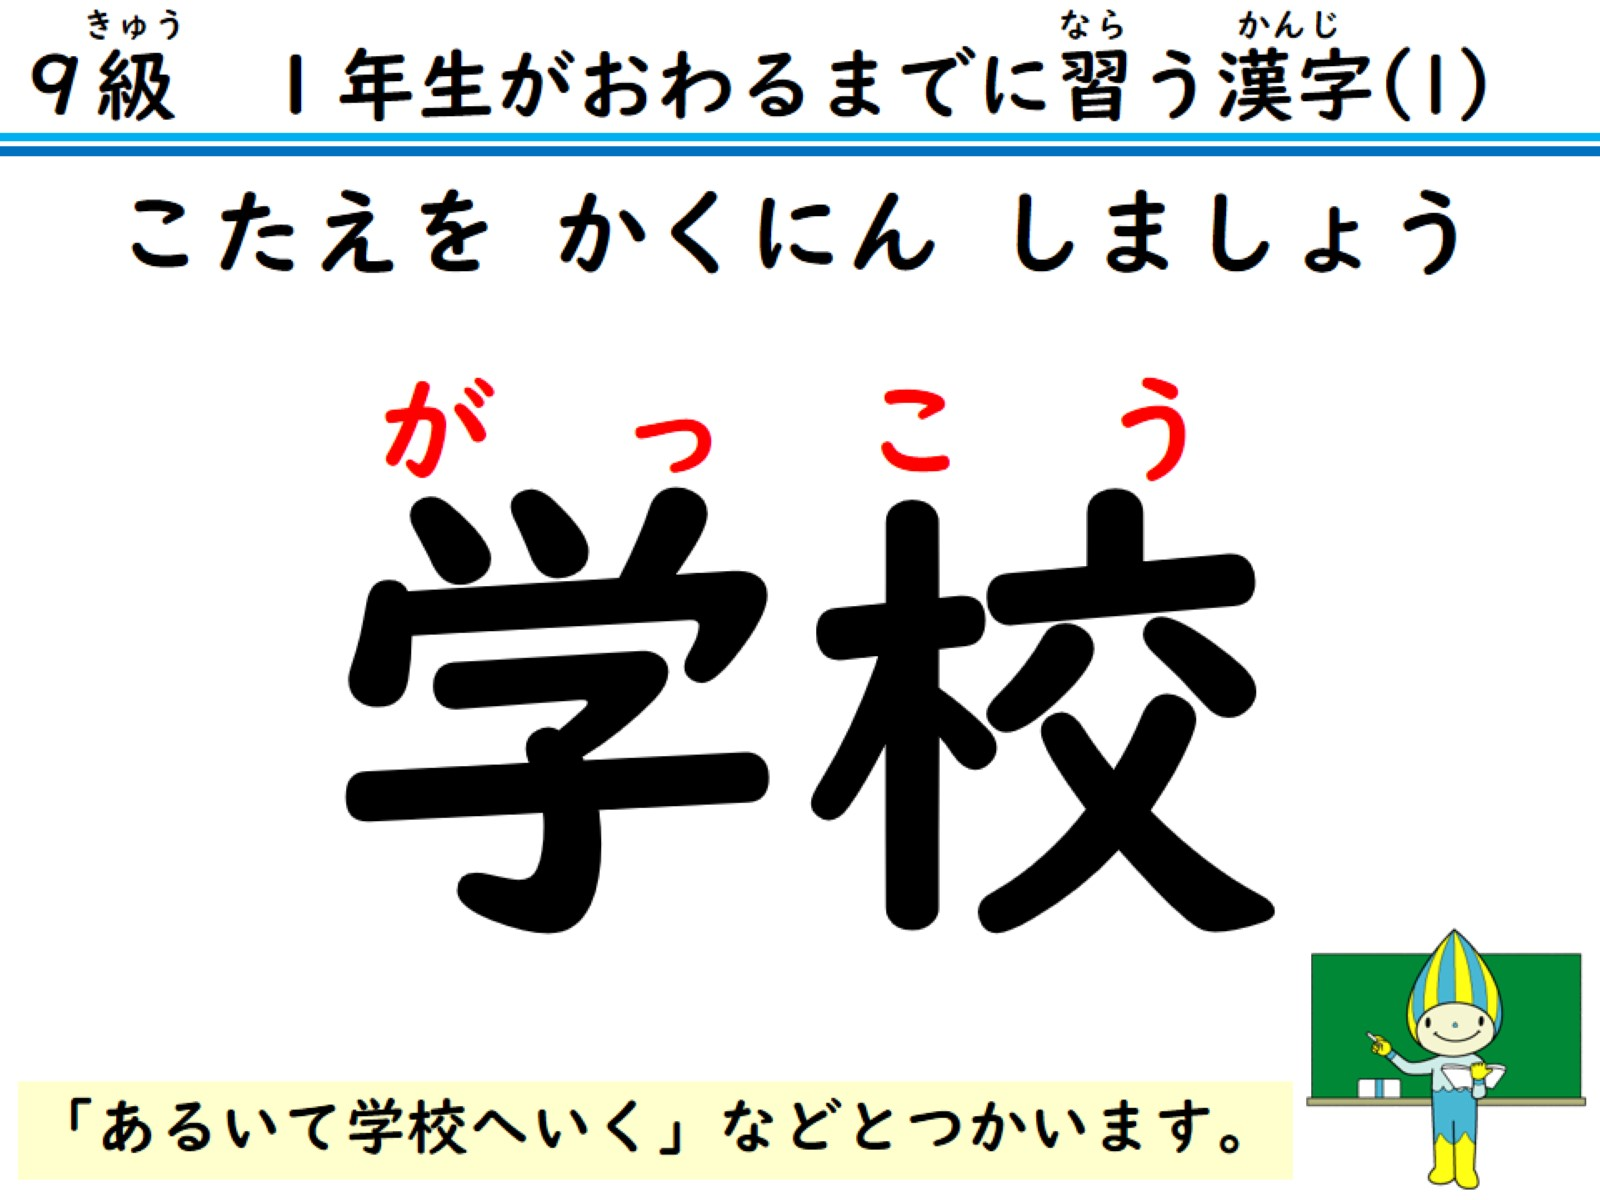 きゅう なら かんじ
9級 1年生がおわるまでに習う漢字(1)
こたえを かくにん しましょう
がっこう
学校
「あるいて学校へいく」などとつかいます。